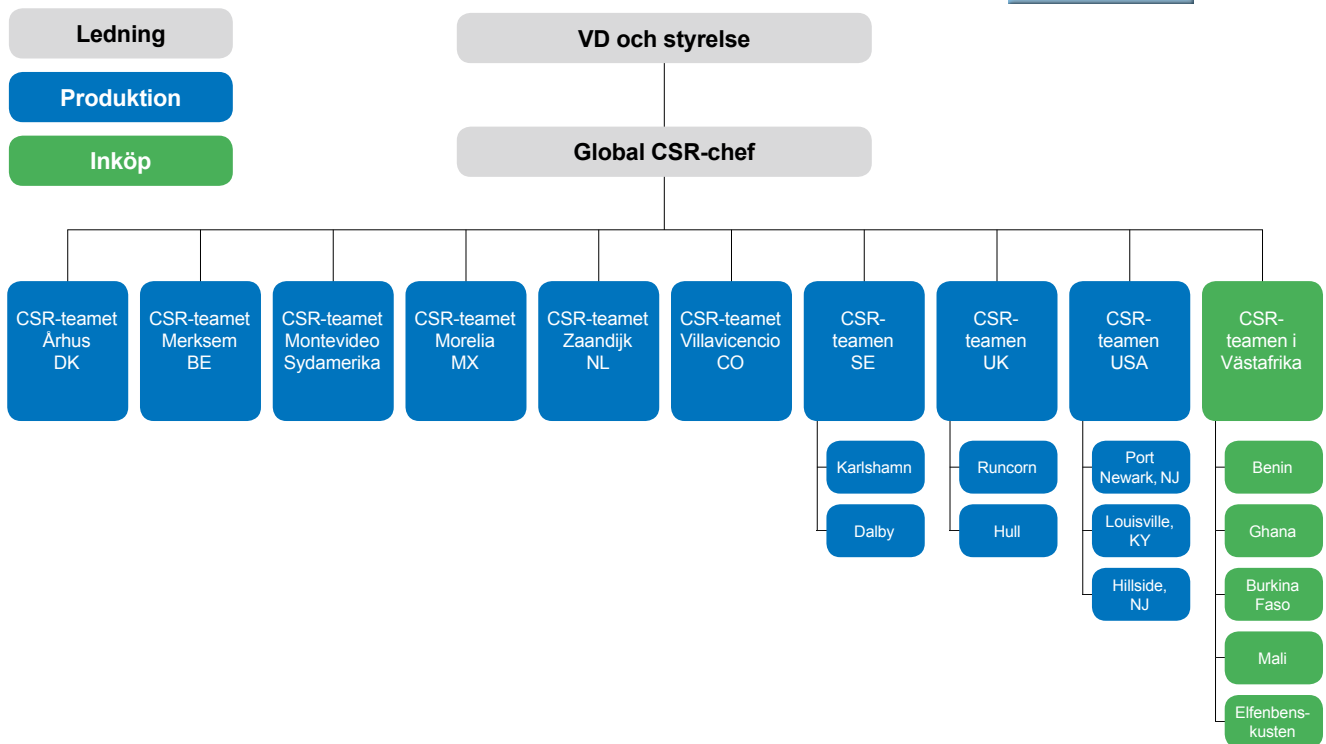 Ledning
Produktion
Inköp
VD och styrelse
Global CSR-chef
CSR-teamet
Århus
DK
CSR-teamet
Merksem
BE
CSR-teamet
Montevideo
Sydamerika
CSR-teamet
Morelia
MX
CSR-teamet
Zaandijk
NL
CSR-teamet
Villavicencio
CO
CSR-
teamen
SE
CSR-
teamen
UK
CSR-
teamen
USA
CSR-
teamen i
Västafrika
Karlshamn
Dalby
Runcorn
Hull
Port
Newark, NJ
Louisville,
KY
Hillside,
NJ
Benin
Ghana
Burkina
Faso
Mali
Elfenbens-
kusten